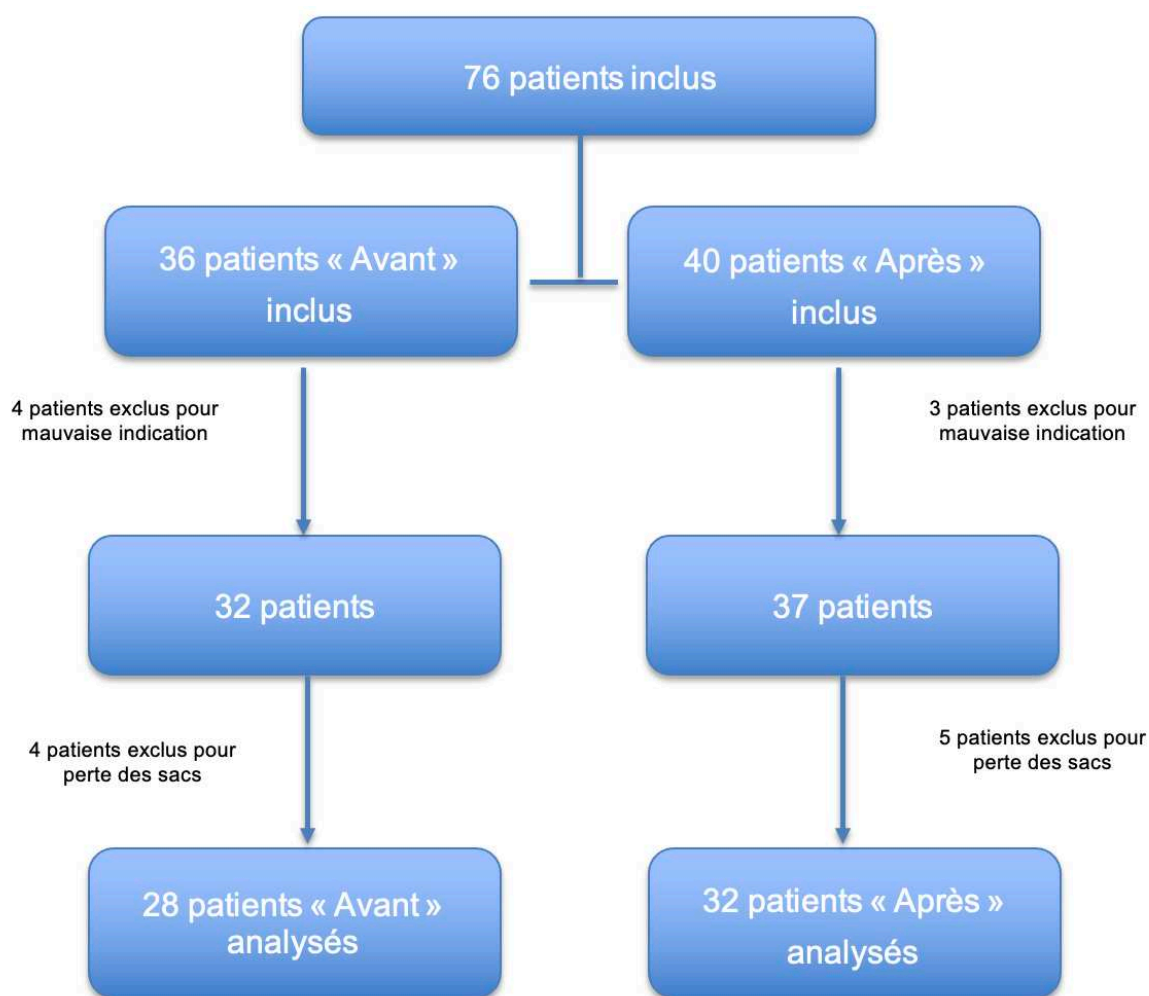 76 patients inclus
36 patients « Avant »
inclus
40 patients « Après »
inclus
4 patients exclus pour
mauvaise indication
3 patients exclus pour
mauvaise indication
32 patients
37 patients
4 patients exclus pour
perte des sacs
5 patients exclus pour
perte des sacs
28 patients « Avant »
analysés
32 patients « Après »
analysés